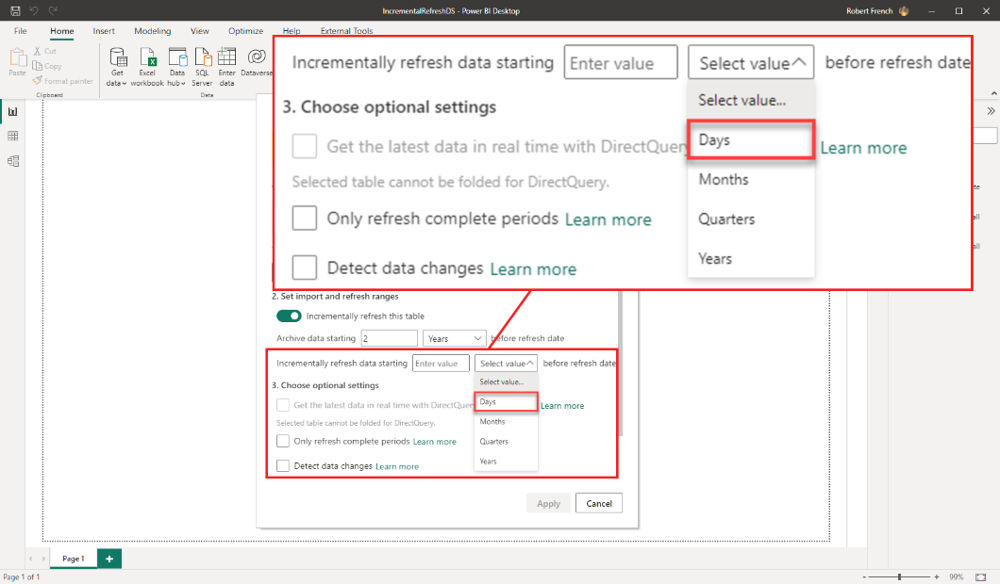 IncrementalRefreshDS - Power BI Desktop
Robert French
File Home Insert Modeling View Optimize Help External Tools
Paste
Cut
Copy
Format painter
Clipboard
Get data
Excel workbook
Data hub
SQL Server
Enter data
Dataverse
Data
Incrementally refresh data starting Enter value Select value before refresh date
Select value...
3. Choose optional settings
Days
Get the latest data in real time with DirectQuery Learn more
Months
Selected table cannot be folded for DirectQuery.
Only refresh complete periods Learn more
Quarters
Years
Detect data changes Learn more
2. Set import and refresh ranges
Incrementally refresh this table
Archive data starting 2 Years before refresh date
Incrementally refresh data starting Enter value Select value before refresh date
Select value...
3. Choose optional settings
Days
Get the latest data in real time with DirectQuery Learn more
Months
Selected table cannot be folded for DirectQuery.
Only refresh complete periods Learn more
Quarters
Years
Detect data changes Learn more
Apply Cancel
Page 1 +
Page 1 of 1
- + 99%